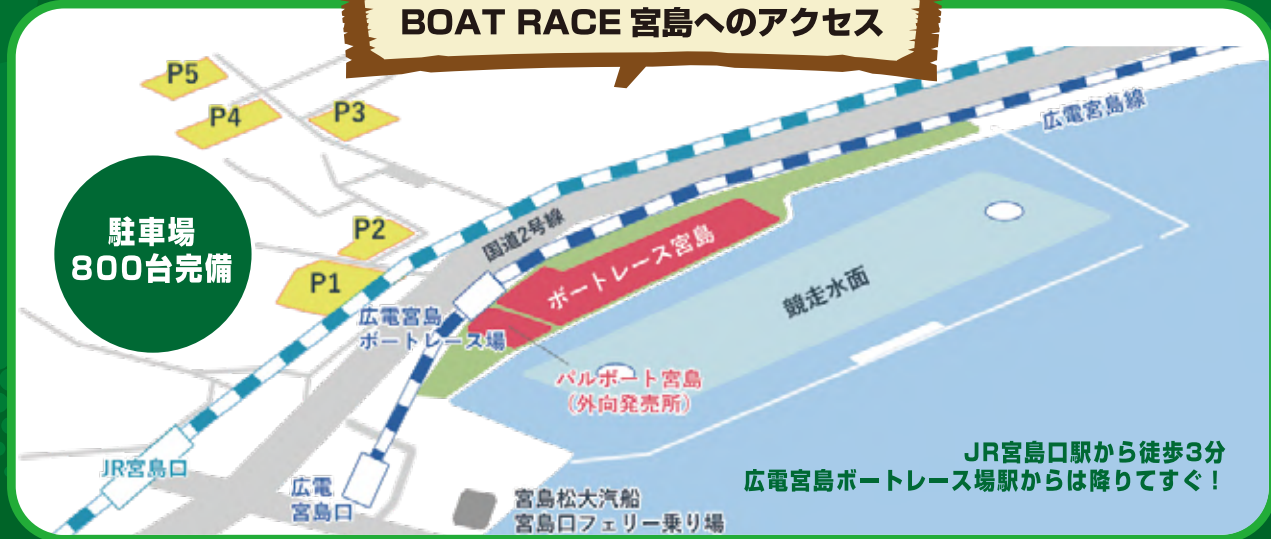 BOAT RACE 宮島へのアクセス
P5
P4
P3
P2
P1
駐車場
800台完備
広電宮島線
国道2号線
ボートレース宮島
競走水面
広電宮島
ボートレース場
パルボート宮島
(外向発売所)
JR宮島口
広電
宮島口
宮島松大汽船
宮島口フェリー乗り場
JR宮島口駅から徒歩3分
広電宮島ボートレース場駅からは降りてすぐ!